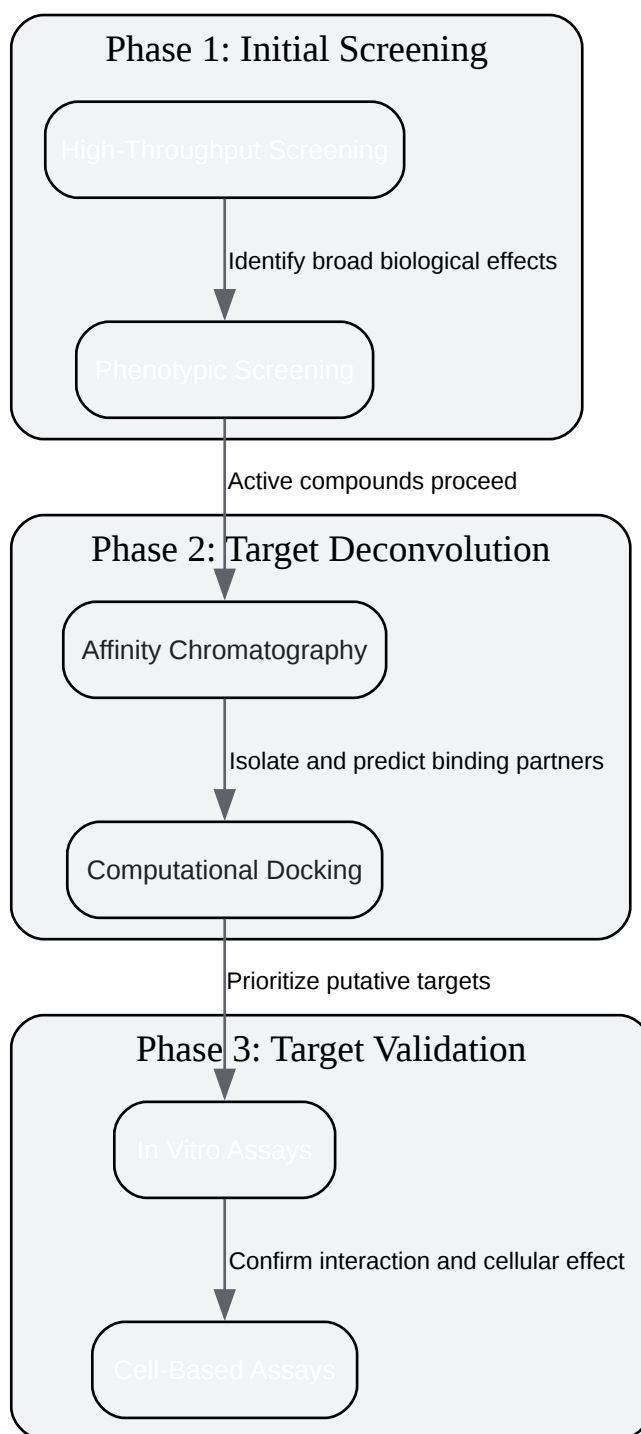 Phase 1: Initial Screening
High-Throughput Screening
Identify broad biological effects
Phenotypic Screening
Active compounds proceed
Phase 2: Target Deconvolution
Affinity Chromatography
Isolate and predict binding partners
Computational Docking
Prioritize putative targets
Phase 3: Target Validation
In Vitro Assays
Confirm interaction and cellular effect
Cell-Based Assays